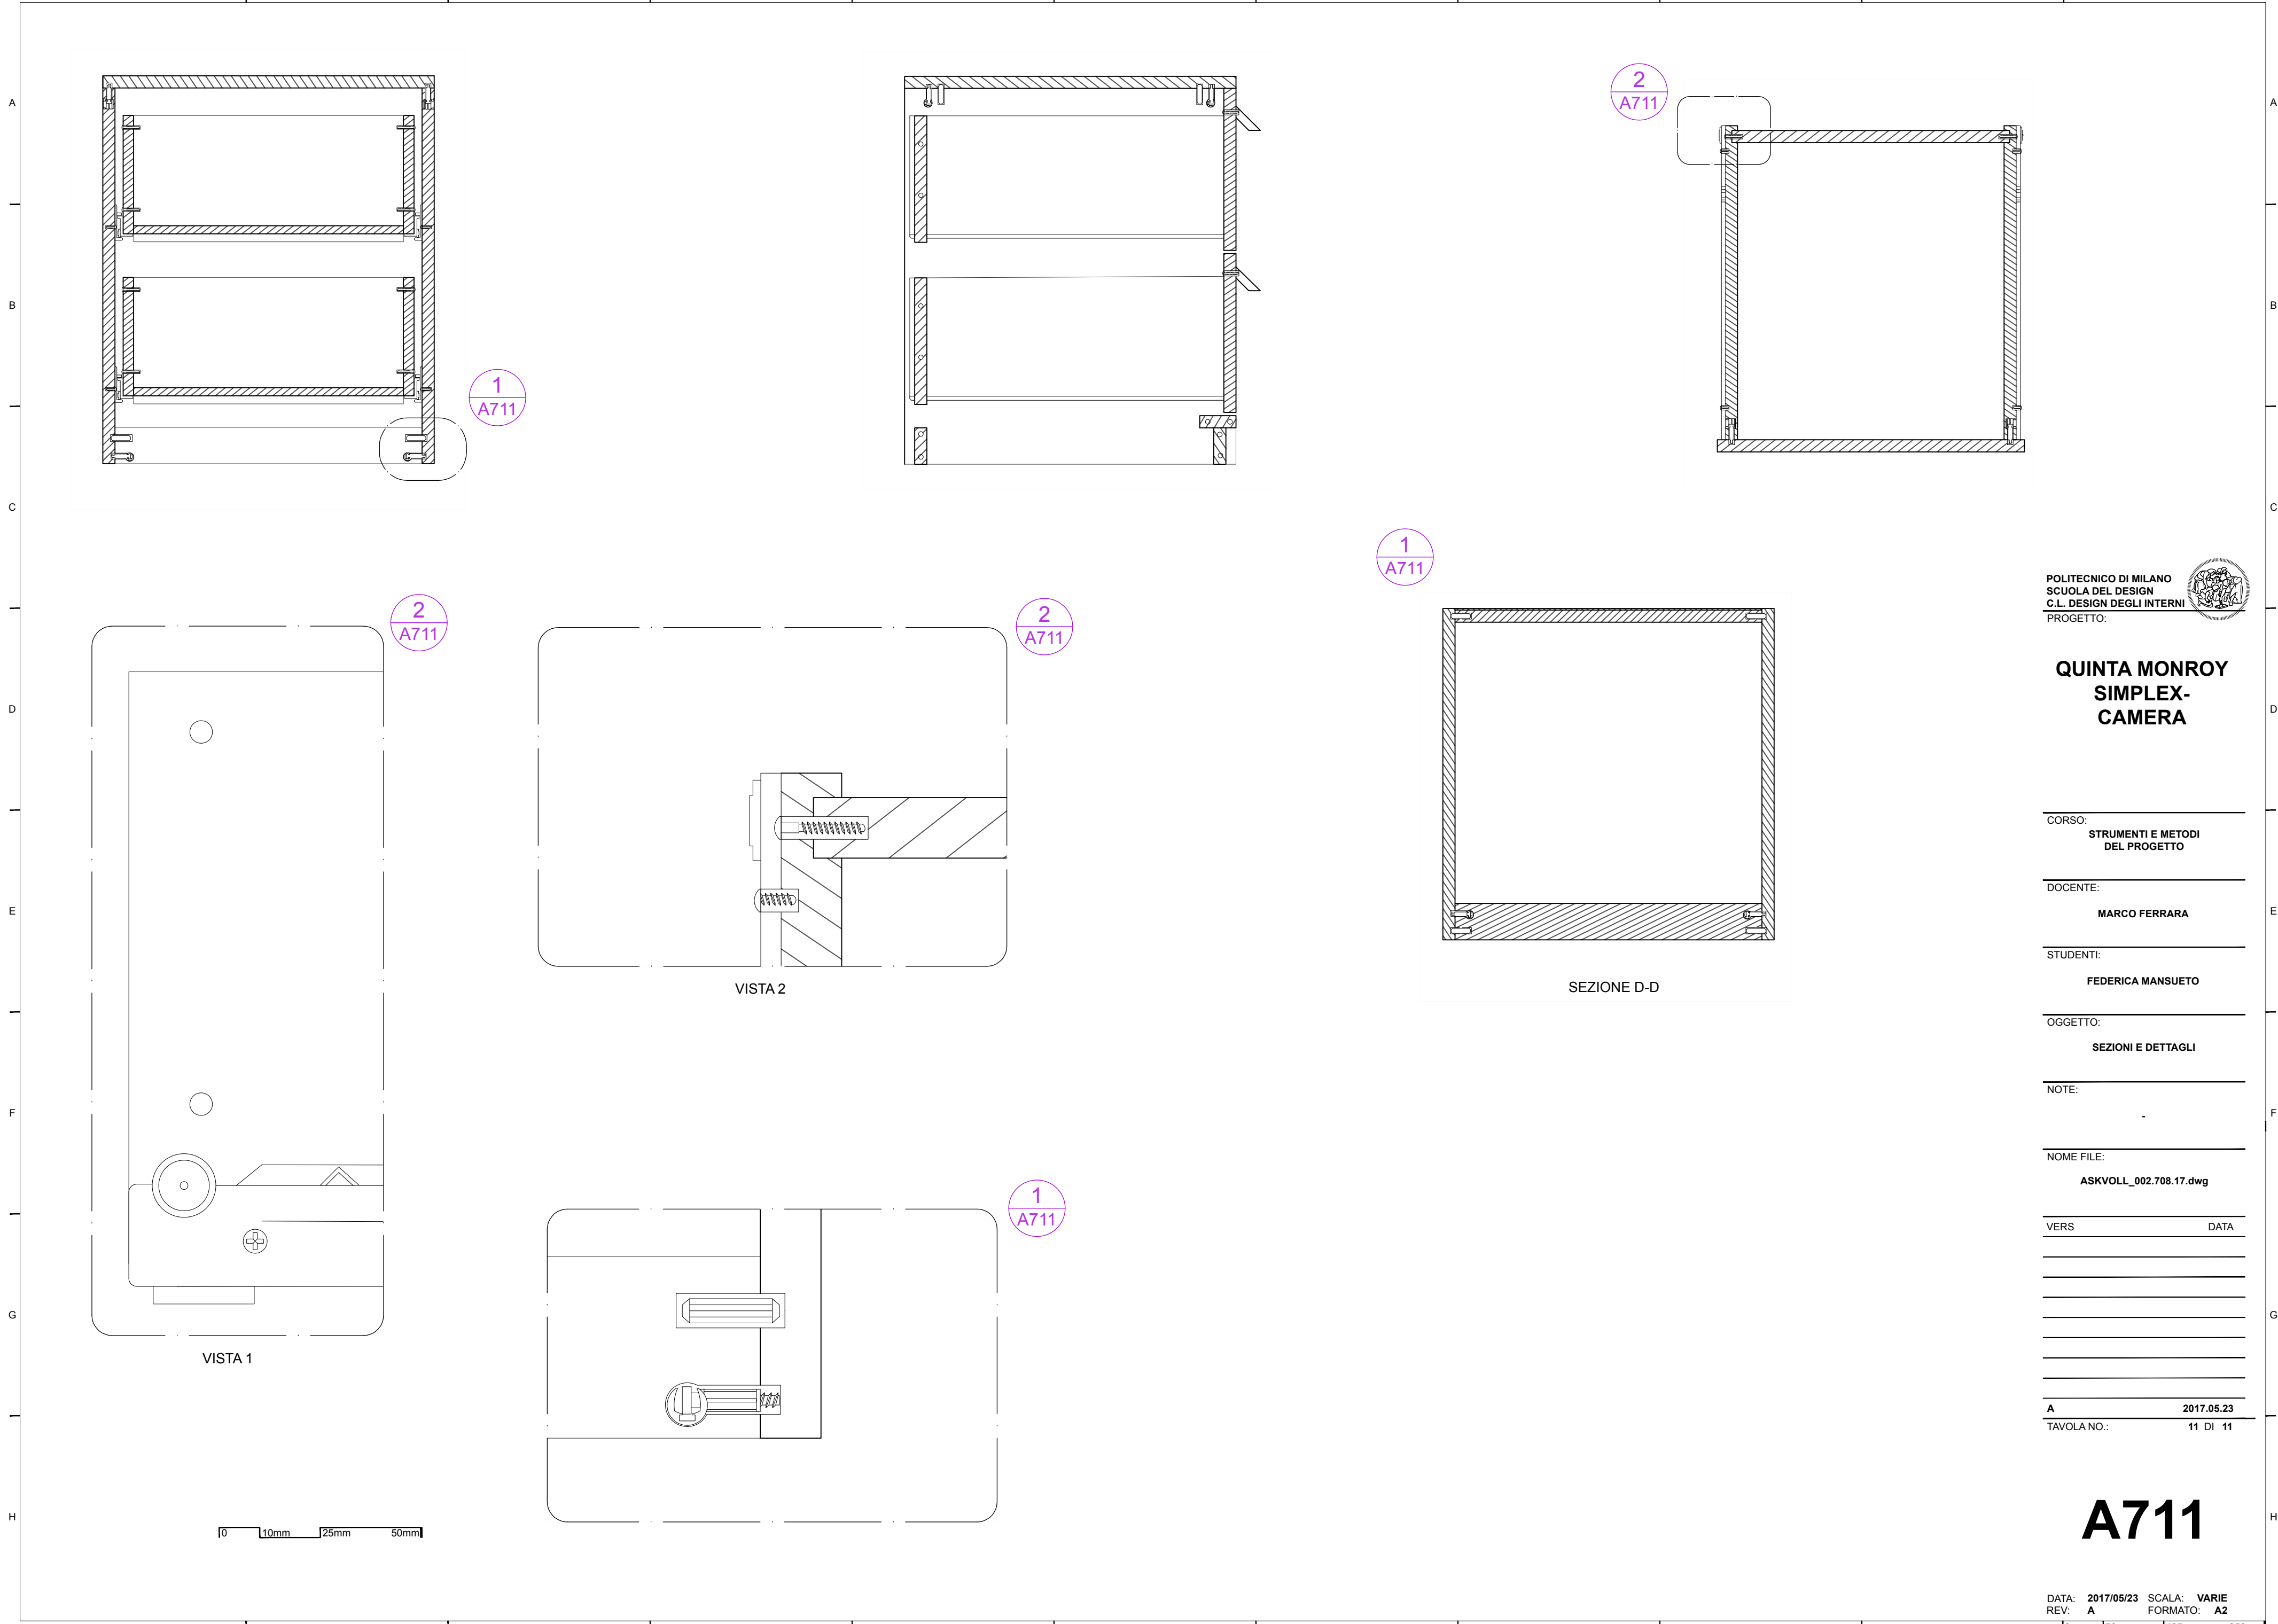 A
A
B
B
C
C
D
D
E
E
F
F
G
G
H
H
2
A711
1
A711
1
A711
2
A711
2
A711
1
A711
VISTA 2
SEZIONE D-D
VISTA 1
0 10mm 25mm 50mm
POLITECNICO DI MILANO
SCUOLA DEL DESIGN
C.L. DESIGN DEGLI INTERNI
PROGETTO:
QUINTA MONROY
SIMPLEX-
CAMERA
CORSO:
STRUMENTI E METODI
DEL PROGETTO
DOCENTE:
MARCO FERRARA
STUDENTI:
FEDERICA MANSUETO
OGGETTO:
SEZIONI E DETTAGLI
NOTE:
-
NOME FILE:
ASKVOLL_002.708.17.dwg
VERS DATA
A 2017.05.23
TAVOLA NO.: 11 DI 11
A711
DATA: 2017/05/23 SCALA: VARIE
REV: A FORMATO: A2